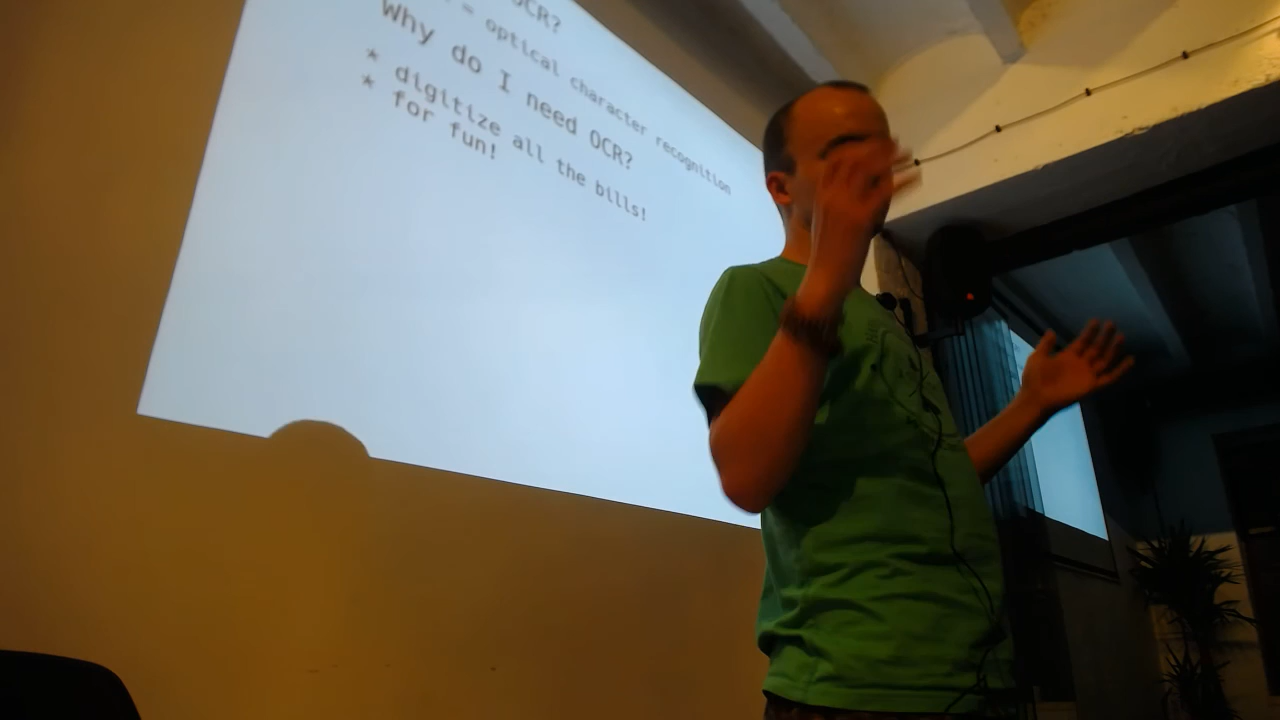 OCR?
= optical character recognition
Why do I need OCR?
* digitize all the bills!
* for fun!